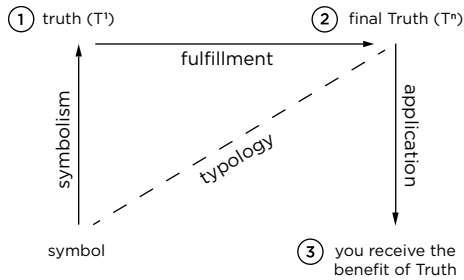 1 truth (T¹)
2 final Truth (Tⁿ)
fulfillment
symbolism
typology
application
symbol
3 you receive the
benefit of Truth